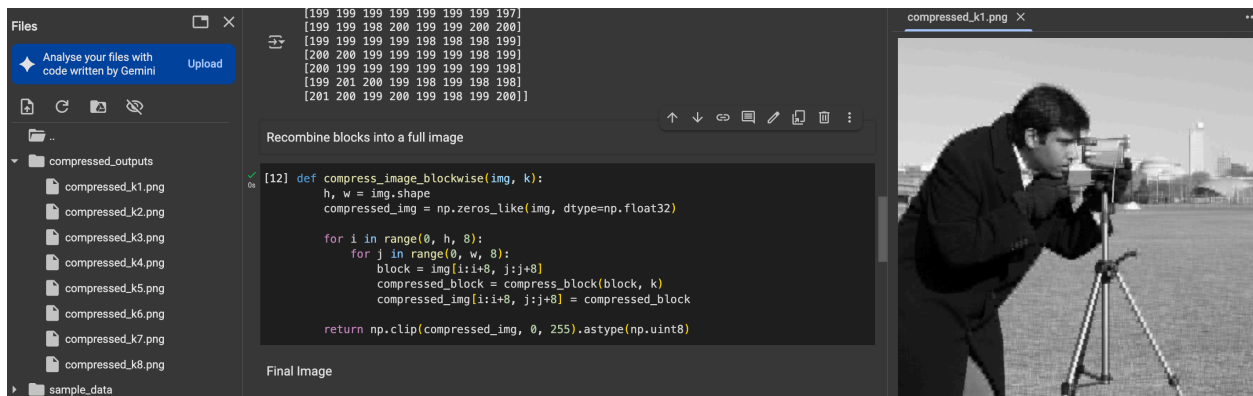 Files
Analyse your files with
code written by Gemini
Upload
..
compressed_outputs
compressed_k1.png
compressed_k2.png
compressed_k3.png
compressed_k4.png
compressed_k5.png
compressed_k6.png
compressed_k7.png
compressed_k8.png
sample_data
[199 199 199 199 199 199 199 197]
[199 199 198 200 199 199 200 200]
[199 199 199 199 198 198 198 199]
[200 200 199 199 199 199 198 199]
[200 199 199 199 199 199 199 198]
[199 201 200 199 198 199 198 198]
[201 200 199 200 199 198 199 200]]
Recombine blocks into a full image
0s
[12] def compress_image_blockwise(img, k):
h, w = img.shape
compressed_img = np.zeros_like(img, dtype=np.float32)
for i in range(0, h, 8):
for j in range(0, w, 8):
block = img[i:i+8, j:j+8]
compressed_block = compress_block(block, k)
compressed_img[i:i+8, j:j+8] = compressed_block
return np.clip(compressed_img, 0, 255).astype(np.uint8)
Final Image
compressed_k1.png